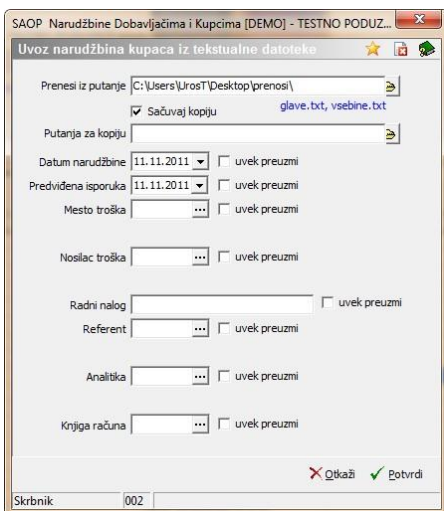 SAOP Narudžbine Dobavljačima i Kupcima [DEMO] - TESTNO PODUZ...
Uvoz narudžbina kupaca iz tekstualne datoteke
Prenesi iz putanje C:\Users\UrosT\Desktop\prenosi\
Sačuvaj kopiju glave.txt, vsebine.txt
Putanja za kopiju
Datum narudžbine 11.11.2011 uvek preuzmi
Predviđena isporuka 11.11.2011 uvek preuzmi
Mesto troška ... uvek preuzmi
Nosilac troška ... uvek preuzmi
Radni nalog uvek preuzmi
Referent ... uvek preuzmi
Analitika ... uvek preuzmi
Knjiga računa ... uvek preuzmi
Otkaži Potvrdi
Skrbnik 002